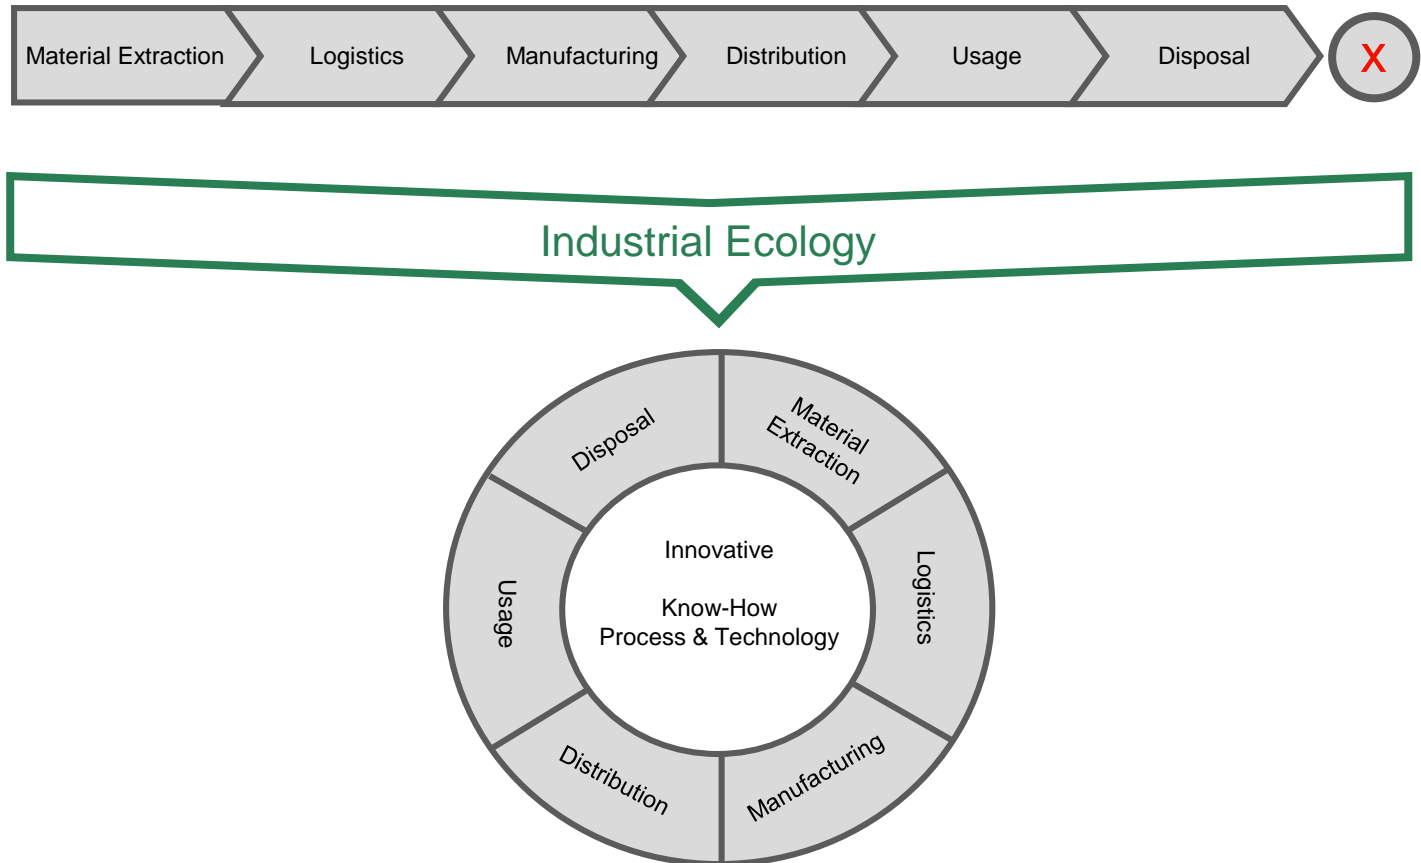 Material Extraction
Logistics
Manufacturing
Distribution
Usage
Disposal
X
Industrial Ecology
Material
Extraction
Logistics
Manufacturing
Distribution
Usage
Disposal
Innovative
Know-How
Process & Technology